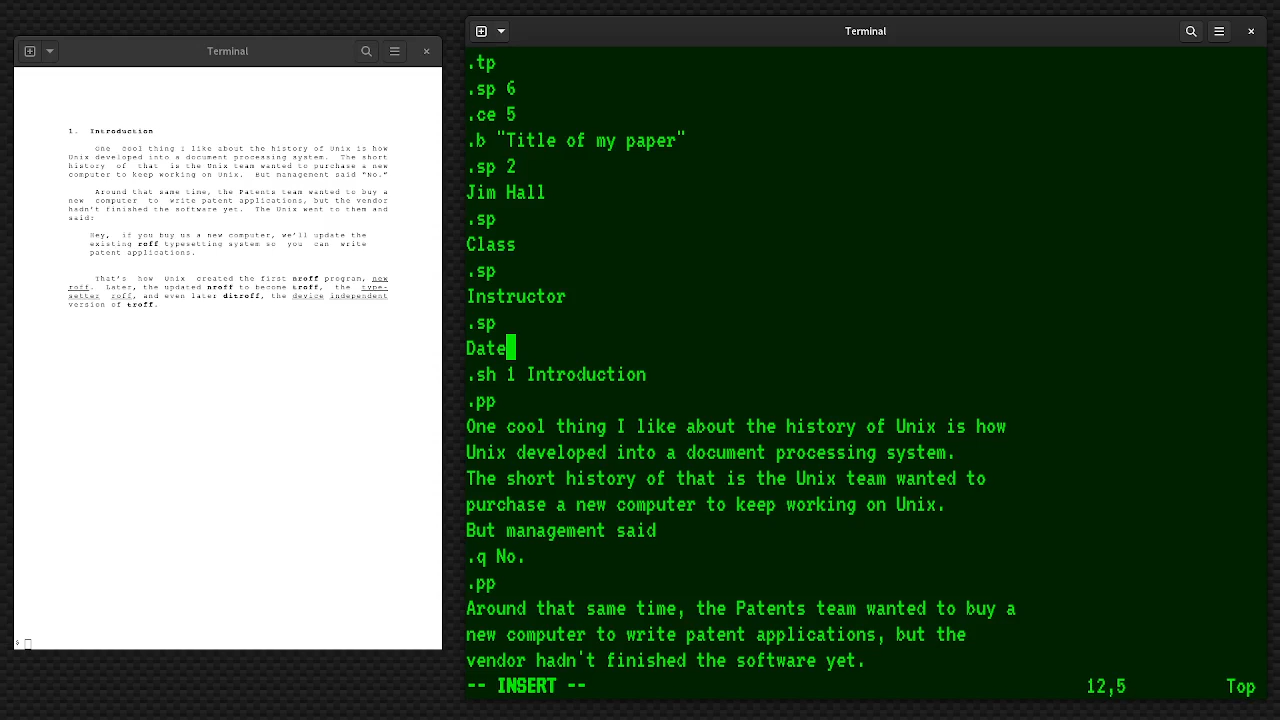 Terminal
1. Introduction
One cool thing I like about the history of Unix is how
Unix developed into a document processing system. The short
history of that is the Unix team wanted to purchase a new
computer to keep working on Unix. But management said "No."
Around that same time, the Patents team wanted to buy a
new computer to write patent applications, but the vendor
hadn't finished the software yet. The Unix went to them and
said:
Hey, if you buy us a new computer, we'll update the
existing roff typesetting system so you can write
patent applications.
That's how Unix created the first nroff program, new
roff. Later, the updated nroff to become troff, the type-
setter roff, and even later ditroff, the device independent
version of troff.
$
Terminal
.tp
.sp 6
.ce 5
.b "Title of my paper"
.sp 2
Jim Hall
.sp
Class
.sp
Instructor
.sp
Date
.sh 1 Introduction
.pp
One cool thing I like about the history of Unix is how
Unix developed into a document processing system.
The short history of that is the Unix team wanted to
purchase a new computer to keep working on Unix.
But management said
.q No.
.pp
Around that same time, the Patents team wanted to buy a
new computer to write patent applications, but the
vendor hadn't finished the software yet.
-- INSERT -- 12,5 Top